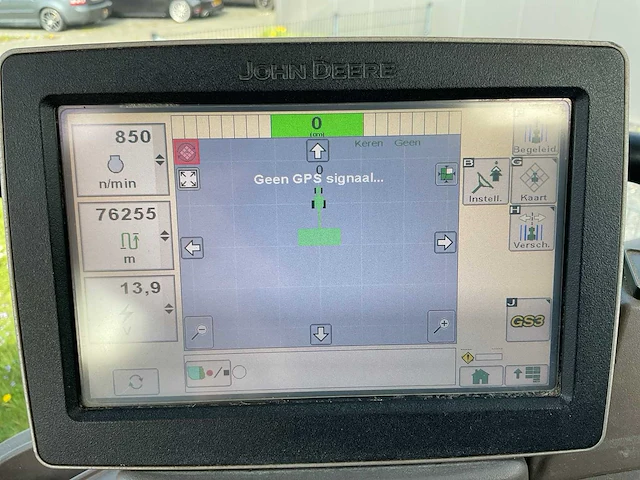 JOHN DEERE
850
n/min
76255
m
13,9
V
0
(cm)
Keren Geen
0
Geen GPS signaal...
Begeleid.
B
Instell.
G
Kaart
H
Versch.
J
GS3